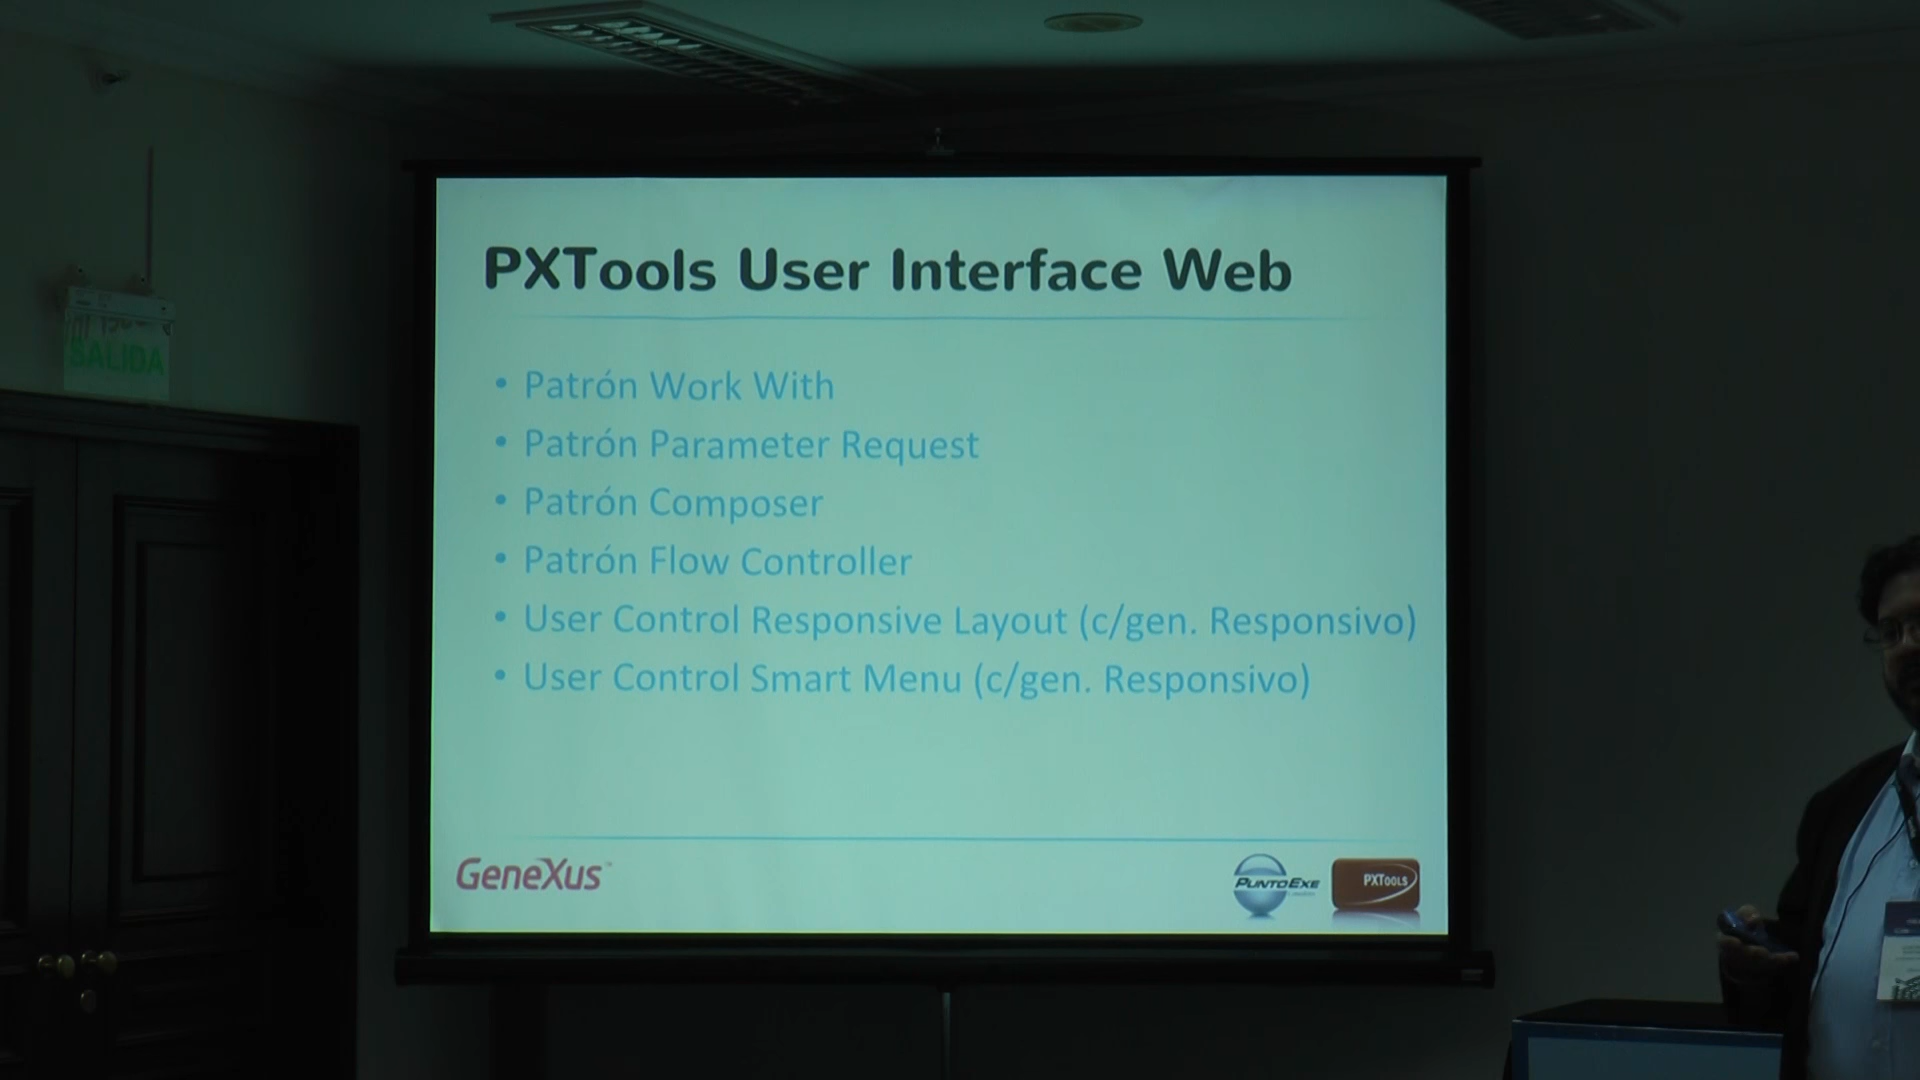 SALIDA
PXTools User Interface Web
• Patrón Work With
• Patrón Parameter Request
• Patrón Composer
• Patrón Flow Controller
• User Control Responsive Layout (c/gen. Responsivo)
• User Control Smart Menu (c/gen. Responsivo)
GeneXus™
PUNTOEXE
PXTOOLS